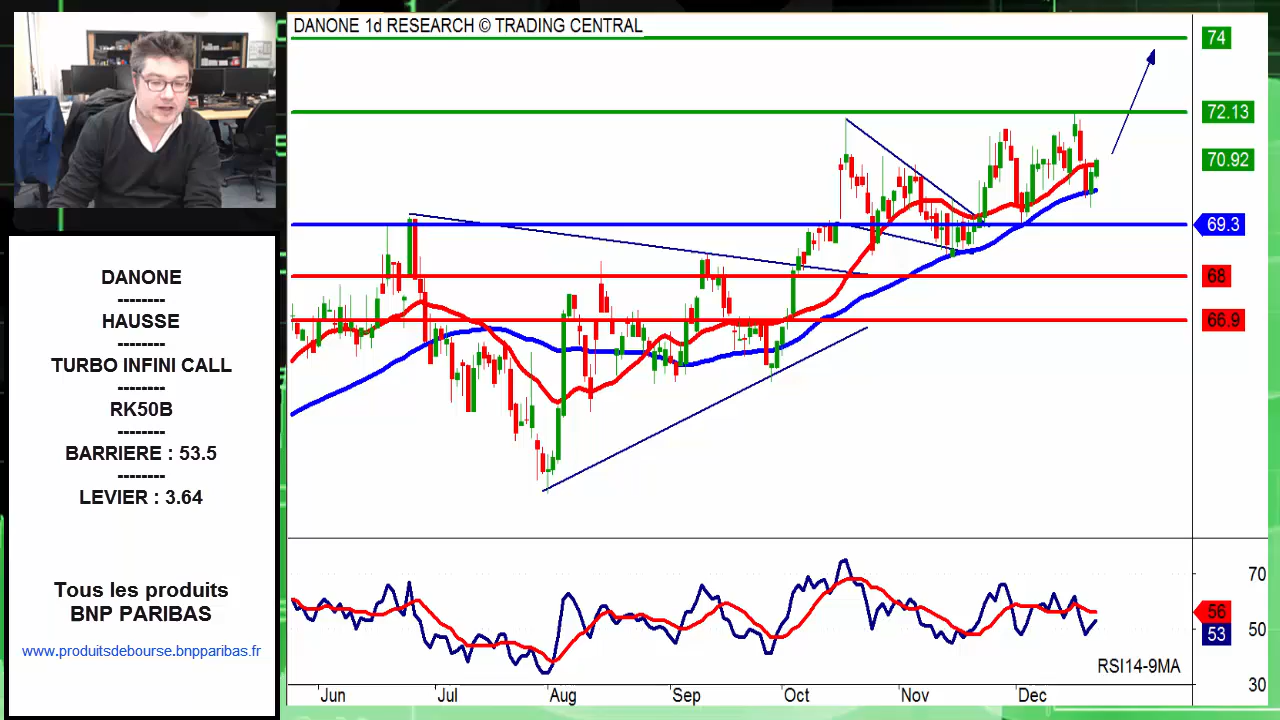 DANONE 1d RESEARCH © TRADING CENTRAL
74
72.13
70.92
69.3
68
66.9
70
56
50
53
RSI14-9MA
30
Jun Jul Aug Sep Oct Nov Dec
DANONE
--------
HAUSSE
--------
TURBO INFINI CALL
--------
RK50B
--------
BARRIERE : 53.5
--------
LEVIER : 3.64
Tous les produits
BNP PARIBAS
www.produitsdebourse.bnpparibas.fr